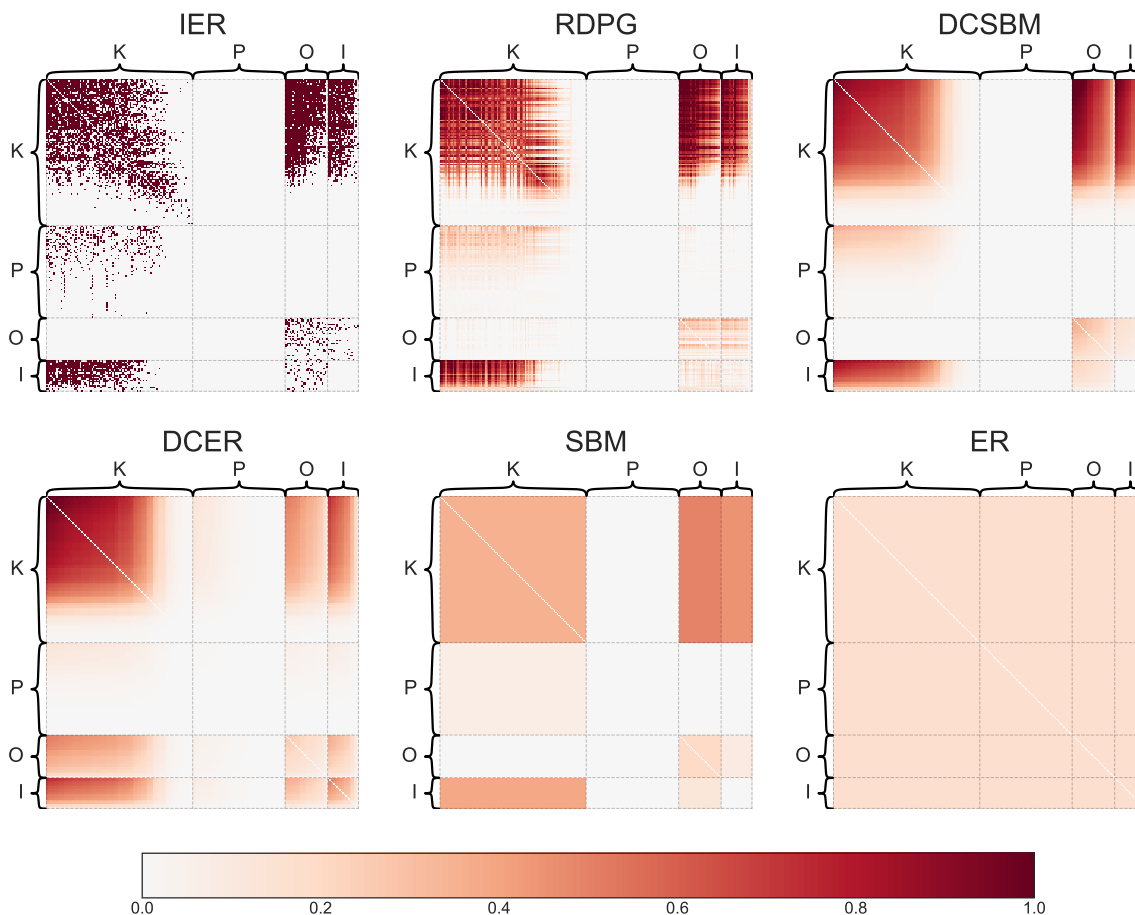 IER RDPG DCSBM
K P O I K P O I K P O I
K K K
P P P
O O O
I I I
DCER SBM ER
K P O I K P O I K P O I
K K K
P P P
O O O
I I I
0.0 0.2 0.4 0.6 0.8 1.0